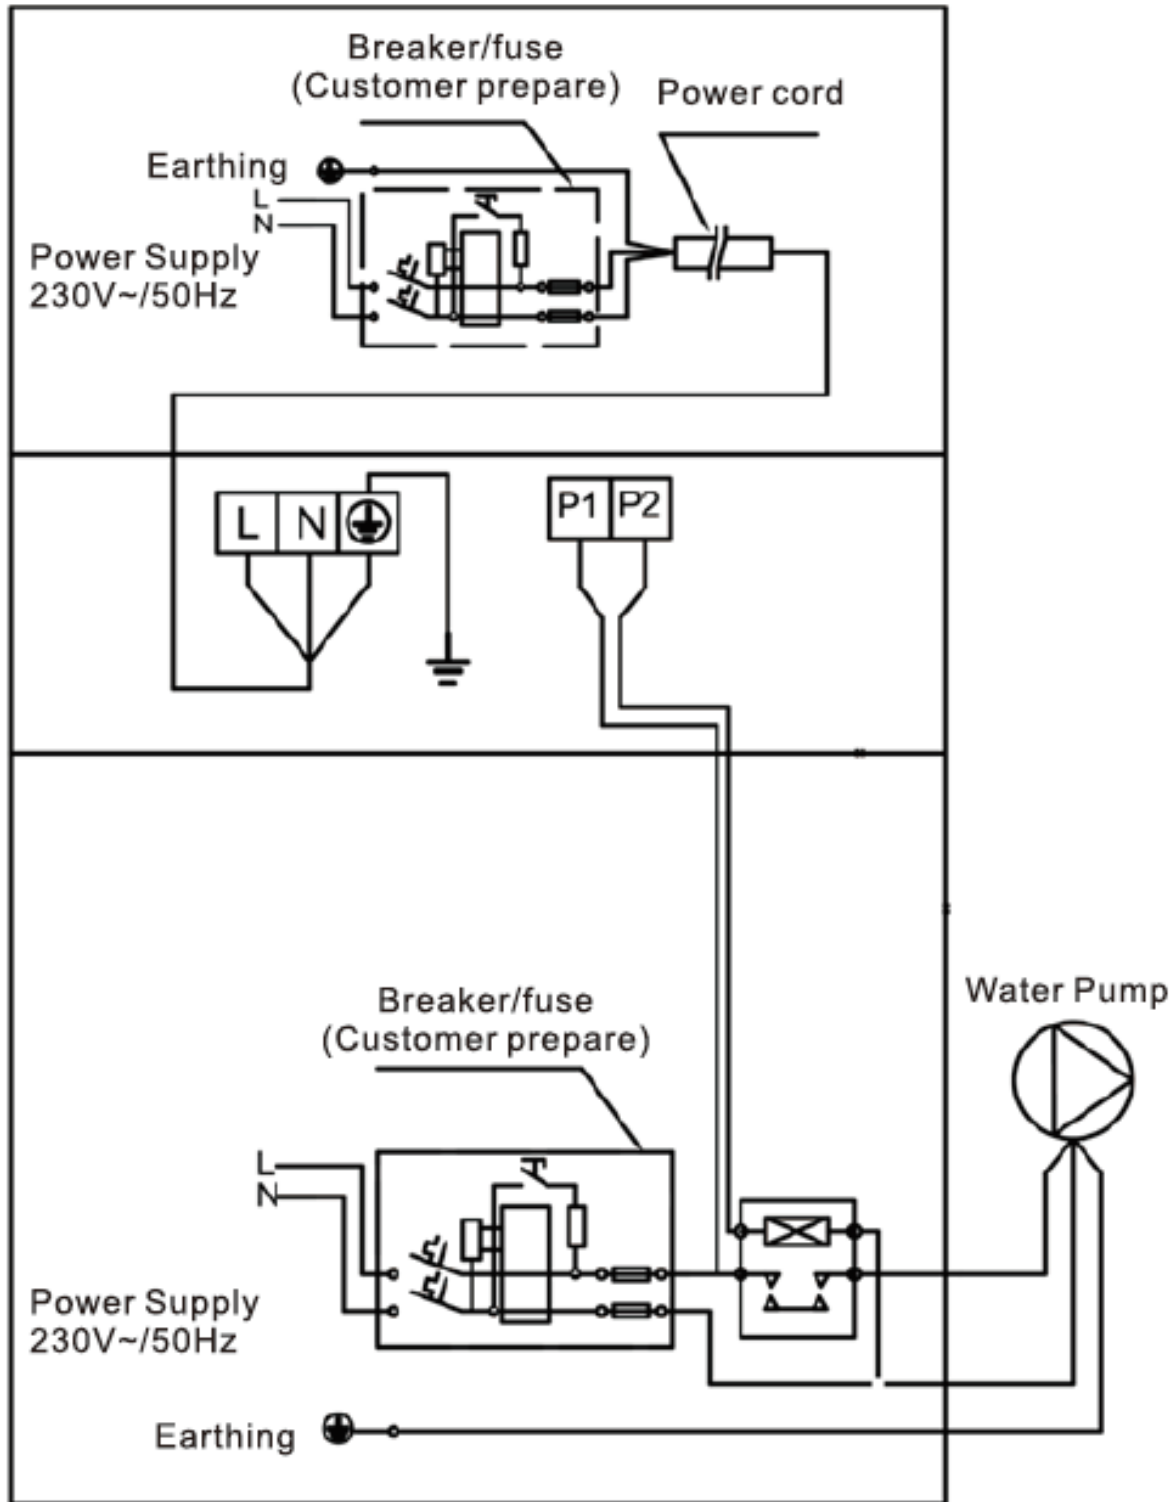 Breaker/fuse
(Customer prepare)
Power cord
Earthing
L
N
Power Supply
230V~/50Hz
L N
P1 P2
Water Pump
Breaker/fuse
(Customer prepare)
L
N
Power Supply
230V~/50Hz
Earthing